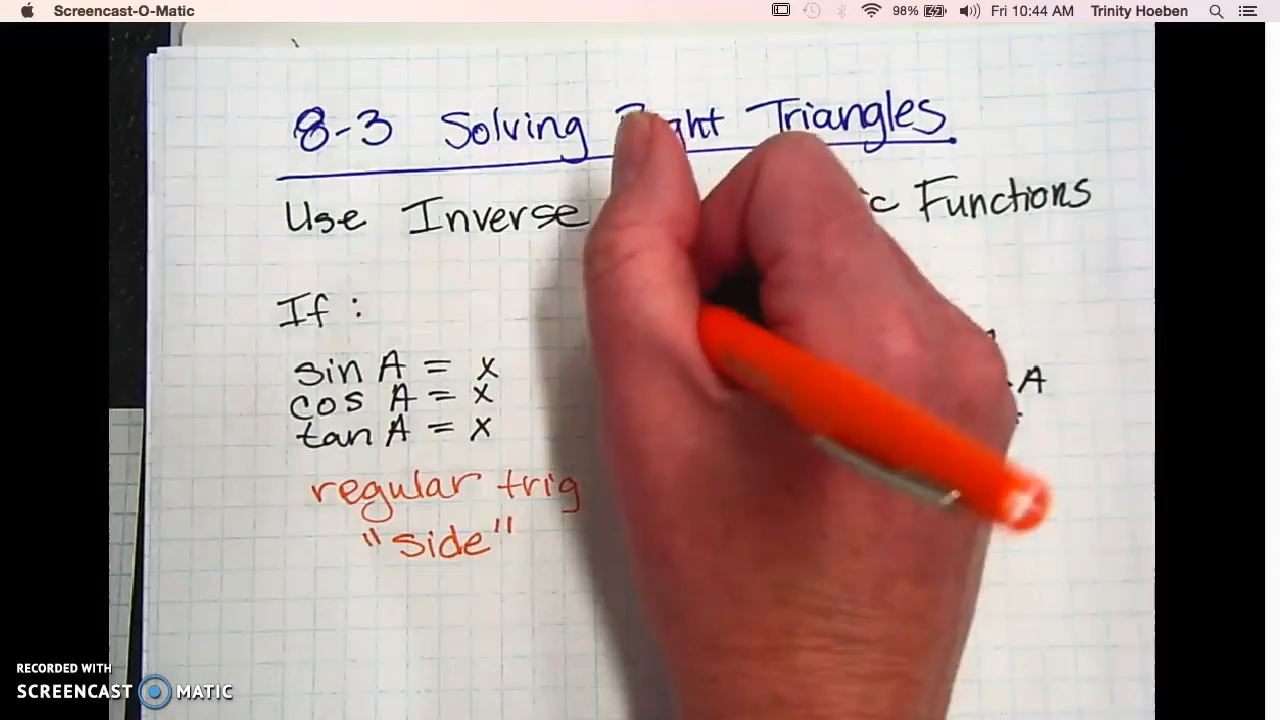 Screencast-O-Matic 98% Fri 10:44 AM Trinity Hoeben
8-3 Solving Triangles
Use Inverse Functions
If :
sin A = x
cos A = x
tan A = x
A
regular trig
"side"
RECORDED WITH
SCREENCAST MATIC